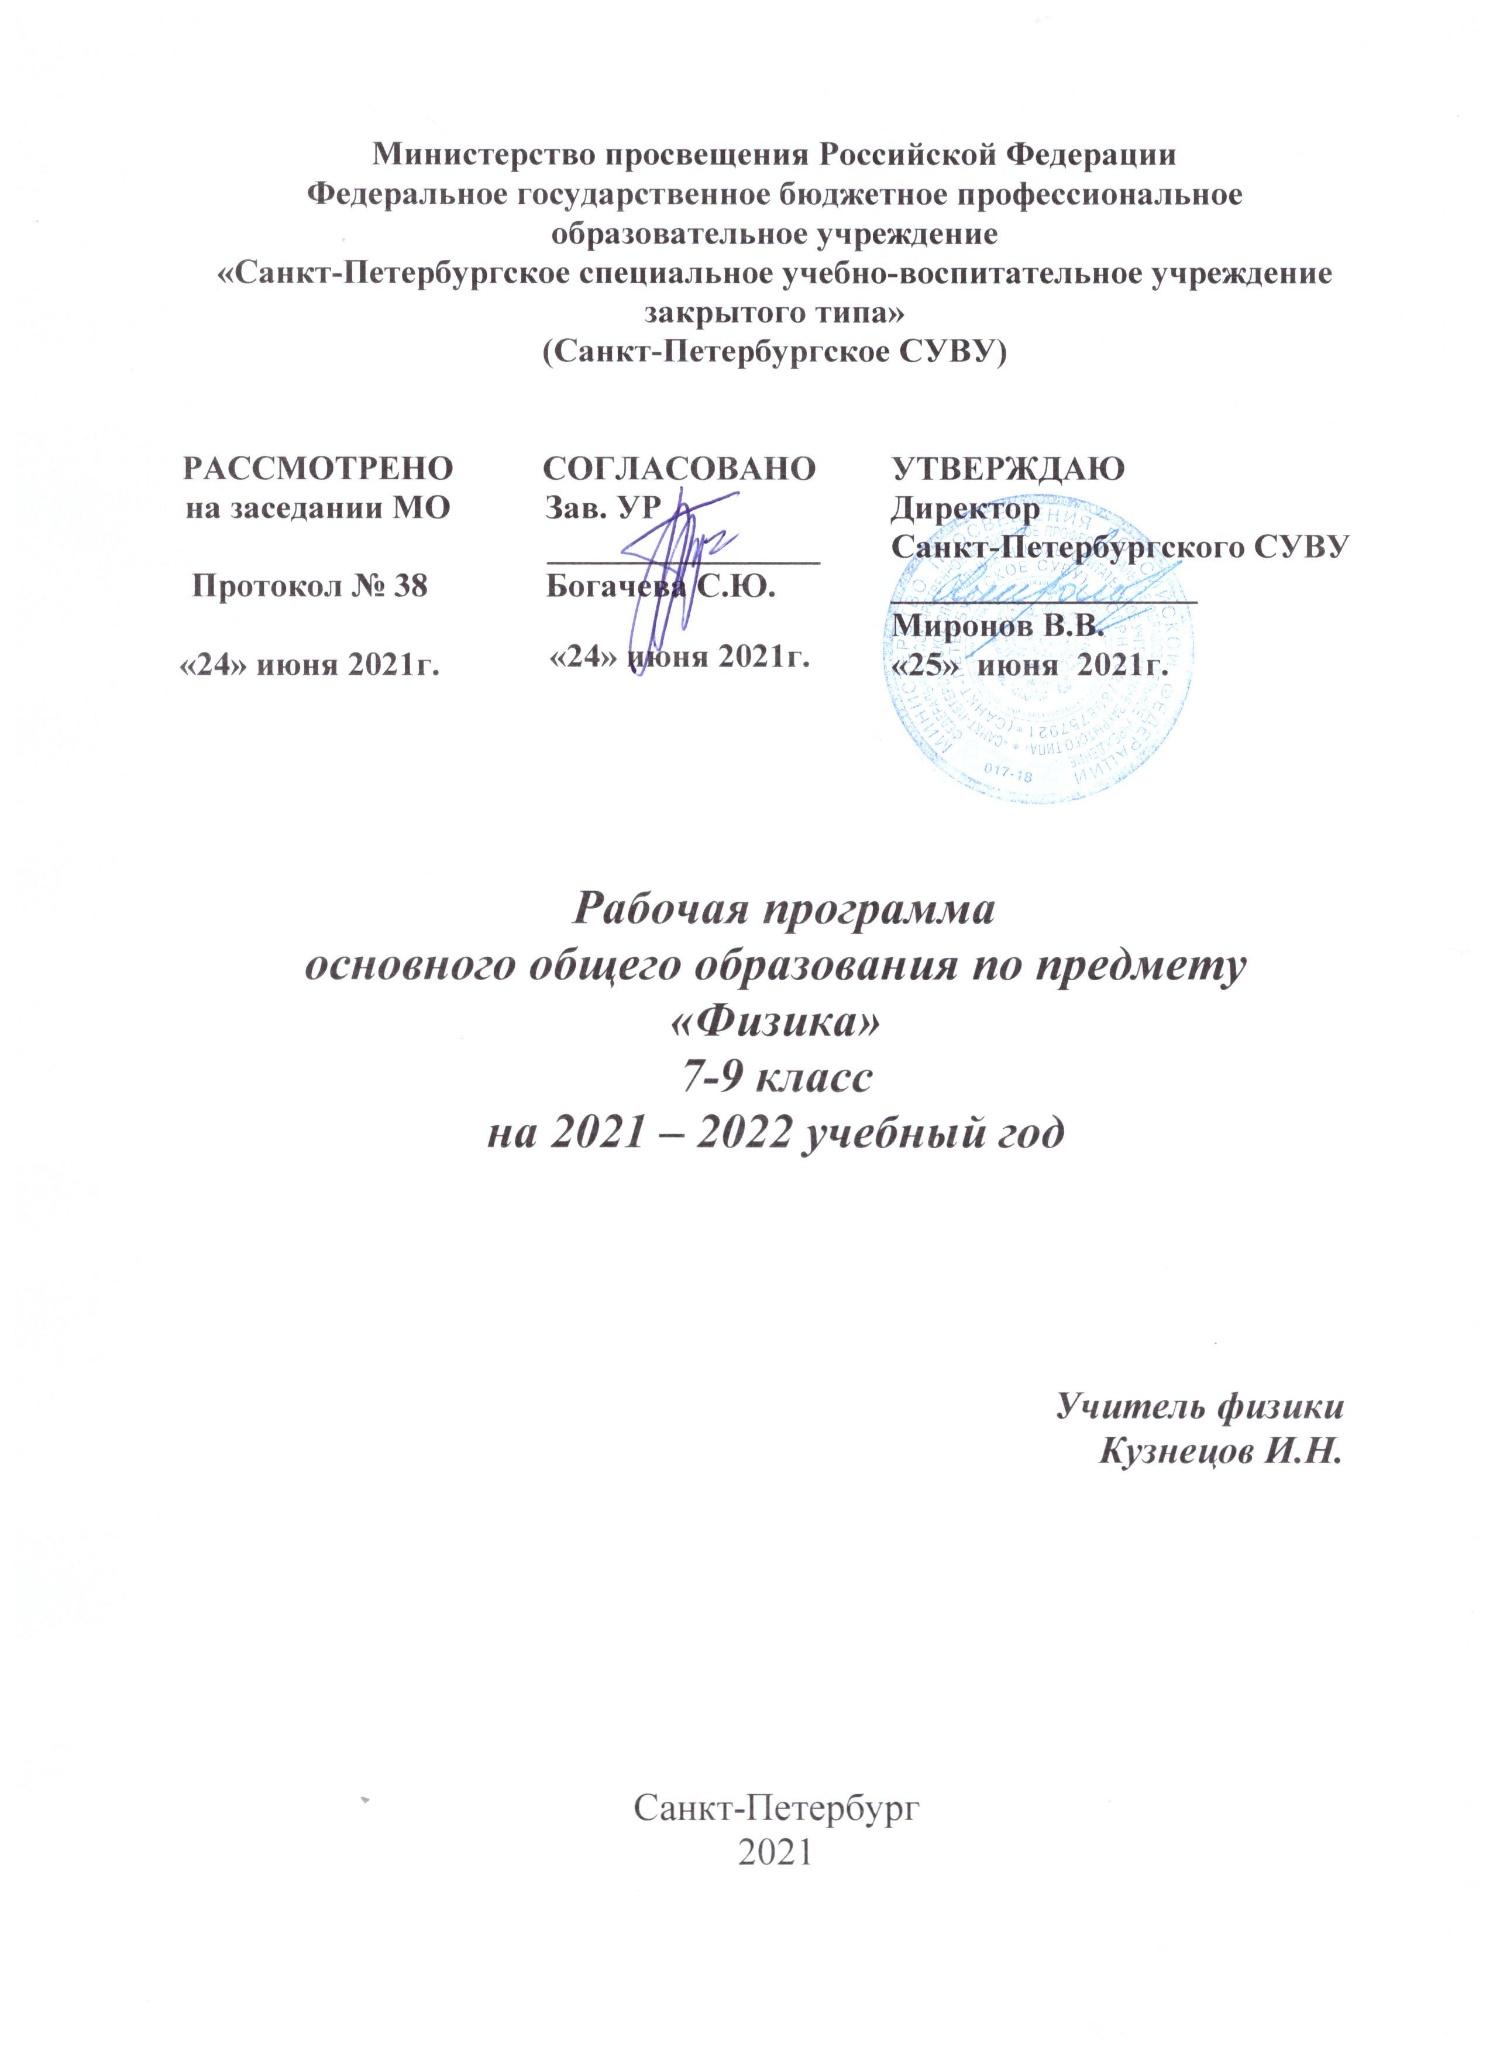 Министерство просвещения Российской Федерации
Федеральное государственное бюджетное профессиональное
образовательное учреждение
«Санкт-Петербургское специальное учебно-воспитательное учреждение
закрытого типа»
(Санкт-Петербургское СУВУ)
РАССМОТРЕНО
на заседании МО
Протокол № 38
«24» июня 2021г.
СОГЛАСОВАНО
Зав. УР
Богачева С.Ю.
«24» июня 2021г.
УТВЕРЖДАЮ
Директор
Санкт-Петербургского СУВУ
Миронов В.В.
«25» июня 2021г.
017-18
Рабочая программа
основного общего образования по предмету
«Физика»
7-9 класс
на 2021 – 2022 учебный год
Учитель физики
Кузнецов И.Н.
Санкт-Петербург
2021